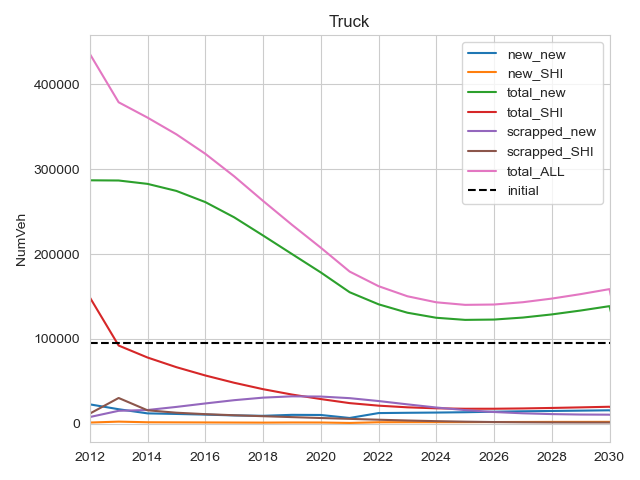 Truck
NumVeh
400000
300000
200000
100000
0
2012 2014 2016 2018 2020 2022 2024 2026 2028 2030
new_new
new_SHI
total_new
total_SHI
scrapped_new
scrapped_SHI
total_ALL
initial